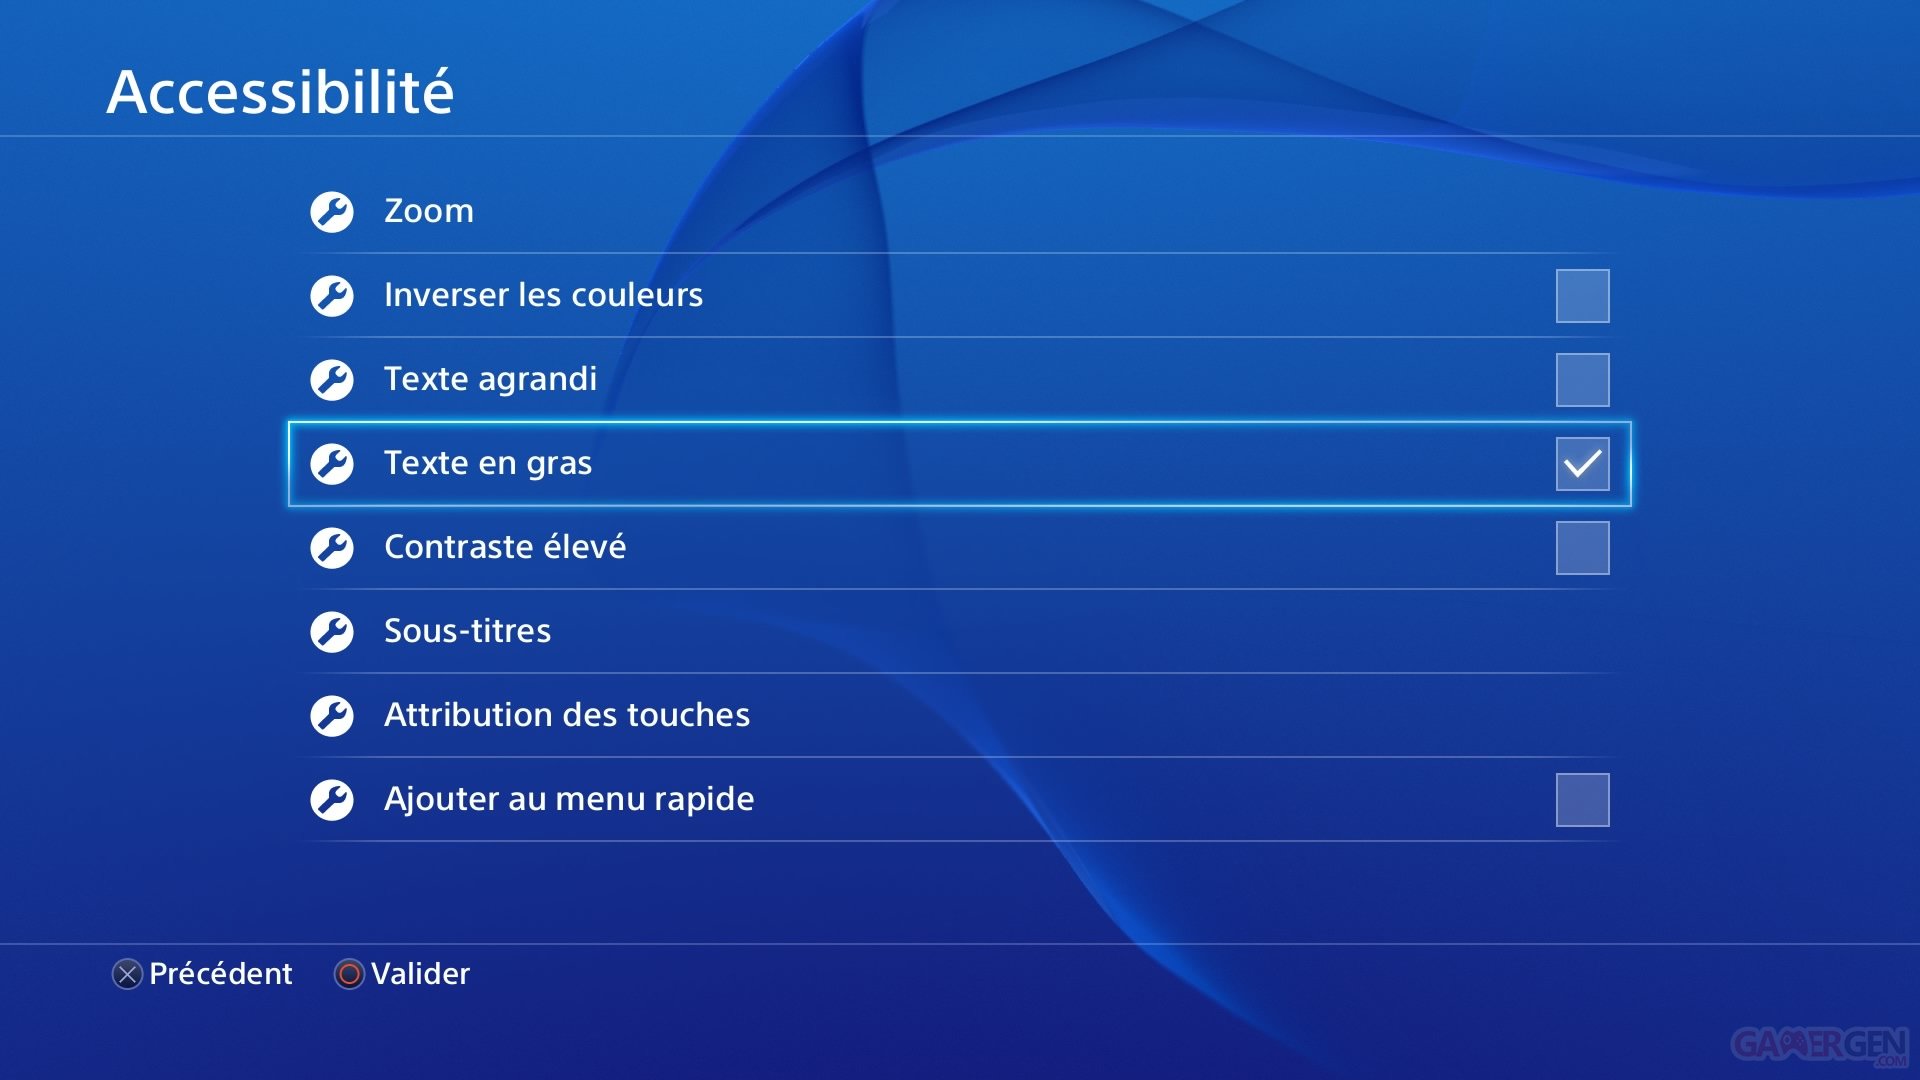 Accessibilité
Zoom
Inverser les couleurs
Texte agrandi
Texte en gras
Contraste élevé
Sous-titres
Attribution des touches
Ajouter au menu rapide
Précédent Valider
GAMERGEN
.COM